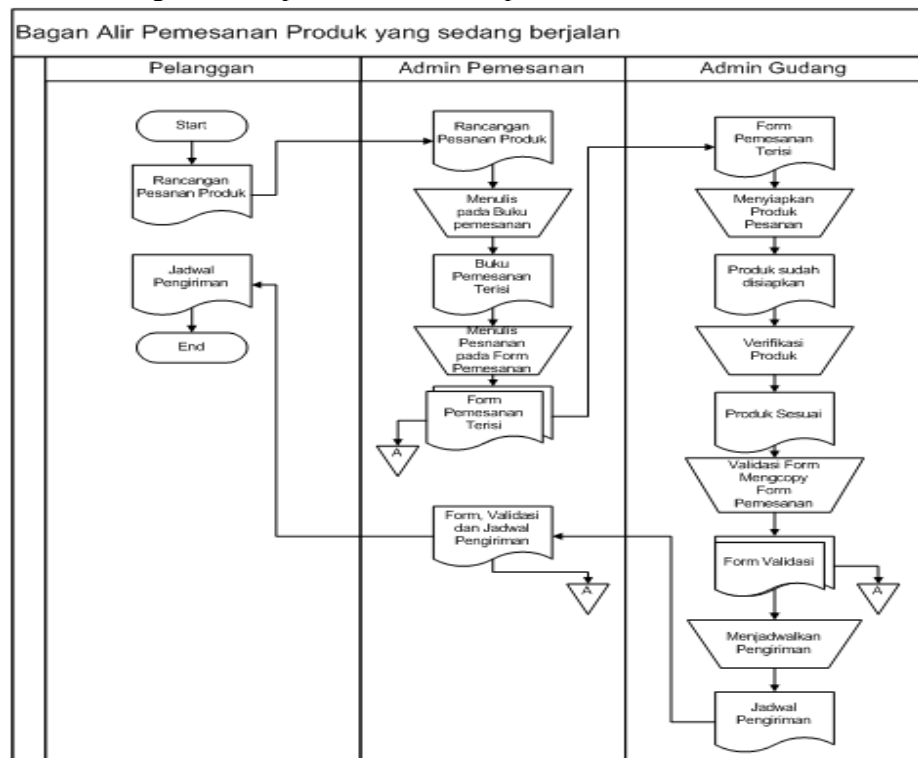 Bagan Alir Pemesanan Produk yang sedang berjalan
Pelanggan
Admin Pemesanan
Admin Gudang
Start
Rancangan
Pesanan Produk
Jadwal
Pengiriman
End
Rancangan
Pesanan Produk
Menulis
pada Buku
pemesanan
Buku
Pemesanan
Terisi
Menulis
Pesnanan
pada Form
Pemesanan
Form
Pemesanan
Terisi
A
Form, Validasi
dan Jadwal
Pengiriman
A
Form
Pemesanan
Terisi
Menyiapkan
Produk
Pesanan
Produk sudah
disiapkan
Verifikasi
Produk
Produk Sesuai
Validasi Form
Mengcopy
Form
Pemesanan
Form Validasi
A
Menjadwalkan
Pengiriman
Jadwal
Pengiriman